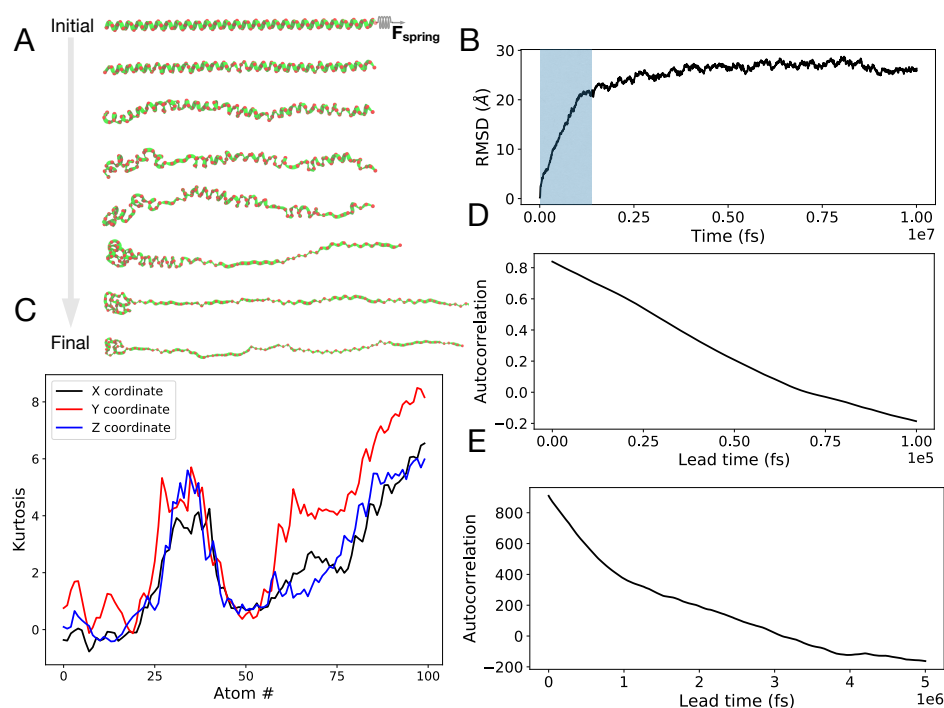 A
Initial
Fspring
Final
B
30
20
10
0
RMSD (Å)
0.00
0.25
0.50
0.75
1.00
1e7
Time (fs)
C
X cordinate
Y coordinate
Z coordinate
8
6
4
2
0
Kurtosis
0
25
50
75
100
Atom #
D
0.8
0.6
0.4
0.2
0.0
−0.2
Autocorrelation
0.00
0.25
0.50
0.75
1.00
1e5
Lead time (fs)
E
800
600
400
200
0
−200
Autocorrelation
0
1
2
3
4
5
1e6
Lead time (fs)